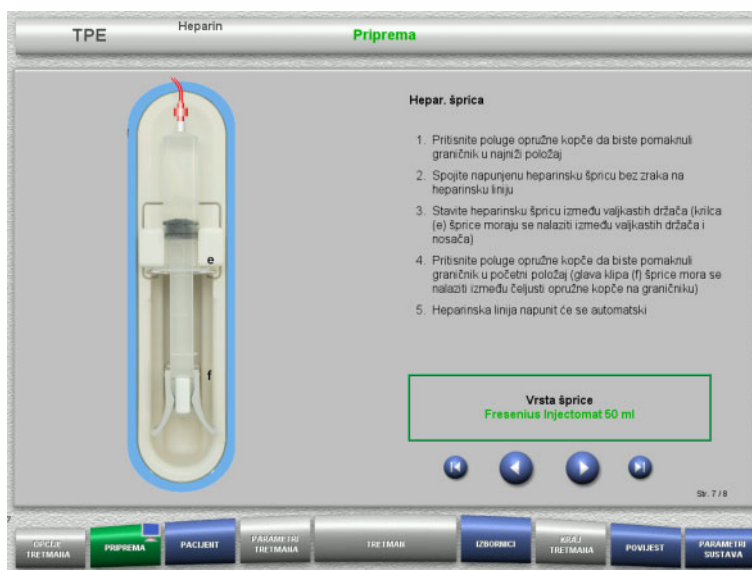 TPE
Heparin
Priprema
Hepar. šprica
1. Pritisnite poluge opružne kopče da biste pomaknuli
graničnik u najniži položaj
2. Spojite napunjenu heparinsku špricu bez zraka na
heparinsku liniju
3. Stavite heparinsku špricu između valjkastih držača (krilca
(e) šprice moraju se nalaziti između valjkastih držača i
nosača)
4. Pritisnite poluge opružne kopče da biste pomaknuli
graničnik u početni položaj (glava klipa (f) šprice mora se
nalaziti između čeljusti opružne kopče na graničniku)
5. Heparinska linija napunit će se automatski
e
f
Vrsta šprice
Fresenius Injectomat 50 ml
Str. 7 / 8
OPCIJE
TRETMANA
PRIPREMA
PACIJENT
PARAMETRI
TRETMANA
TRETMAN
IZBORNICI
KRAJ
TRETMANA
POVIJEST
PARAMETRI
SUSTAVA